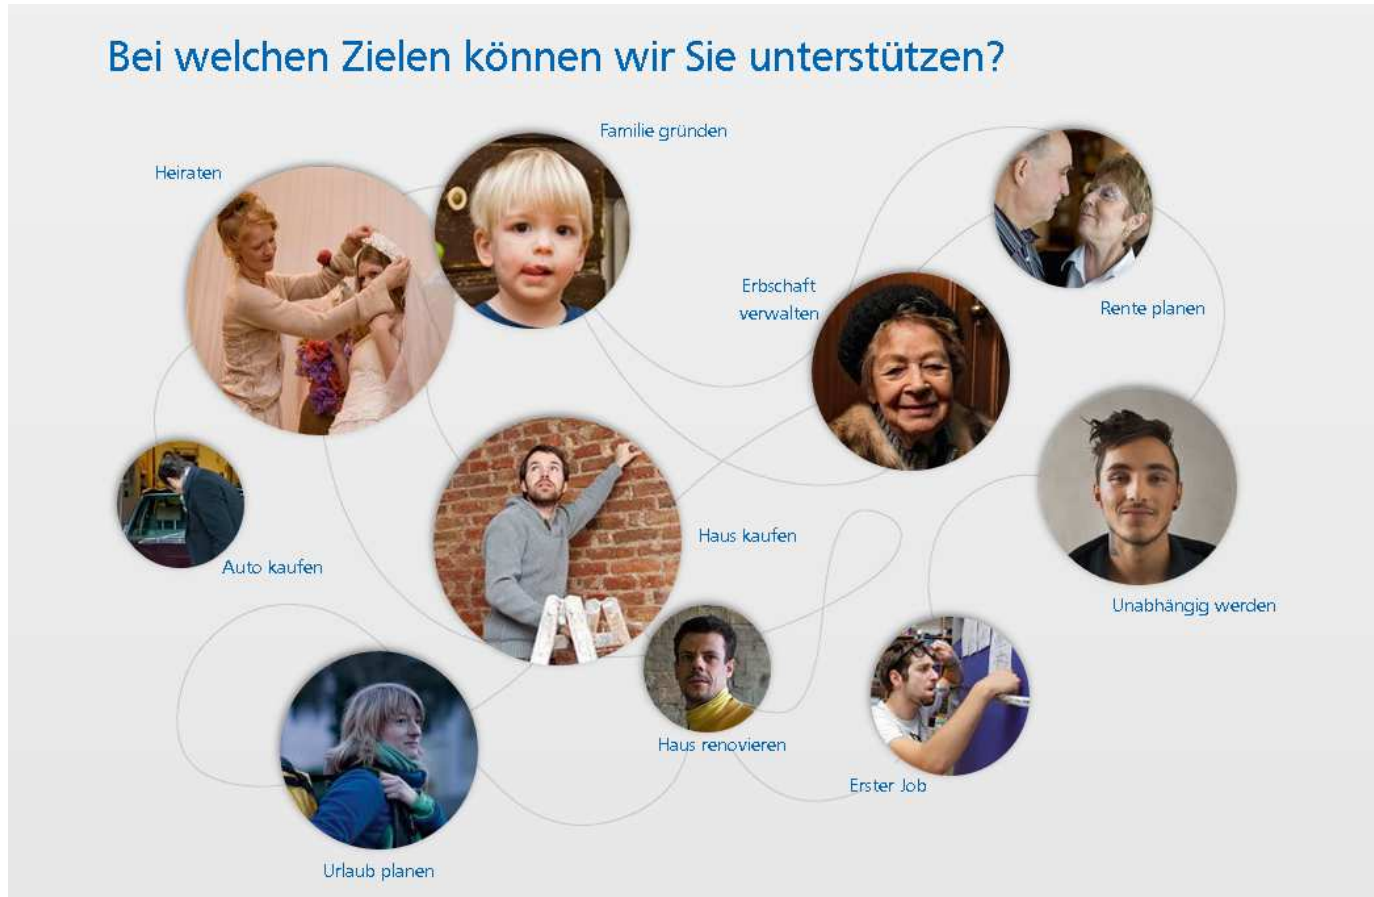 Bei welchen Zielen können wir Sie unterstützen?
Familie gründen
Heiraten
Erbschaft
verwalten
Rente planen
Haus kaufen
Auto kaufen
Unabhängig werden
Haus renovieren
Erster Job
Urlaub planen